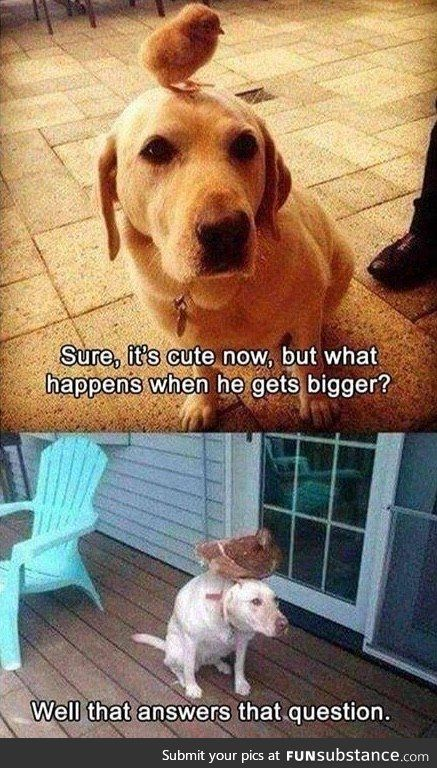 Sure, it's cute now, but what
happens when he gets bigger?
Well that answers that question.
Submit your pics at FUNsubstance.com